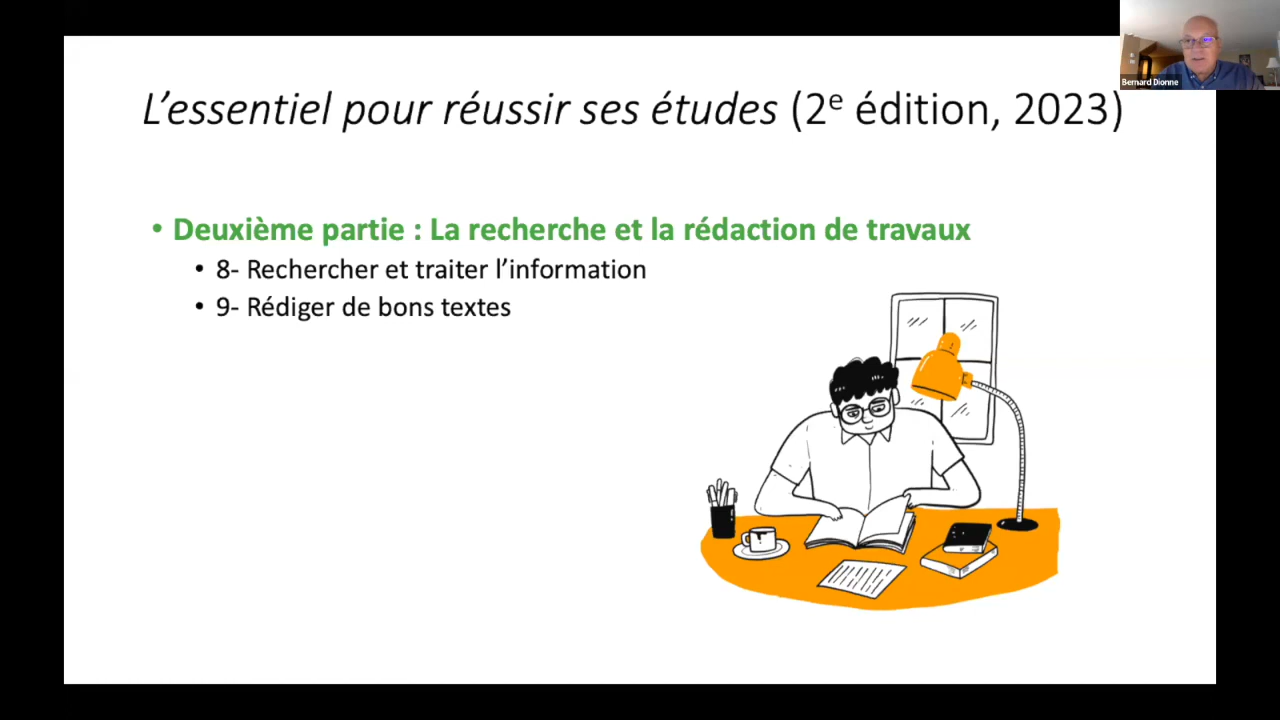 Bernard Dionne
L’essentiel pour réussir ses études (2e édition, 2023)
• Deuxième partie : La recherche et la rédaction de travaux
• 8- Rechercher et traiter l’information
• 9- Rédiger de bons textes